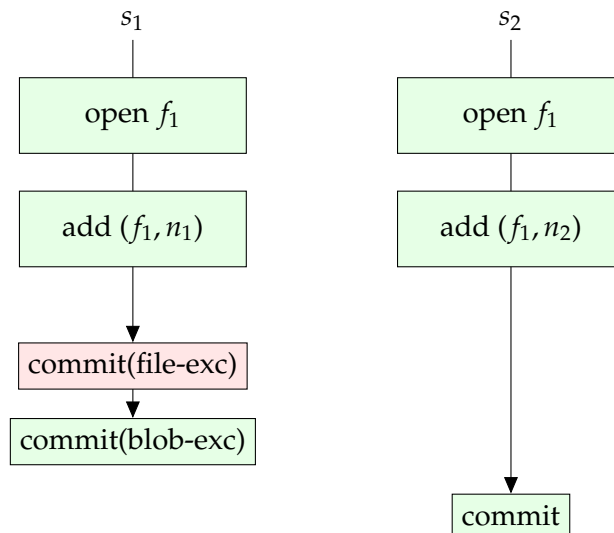 s₁
open f₁
add (f₁, n₁)
commit(file-exc)
commit(blob-exc)
s₂
open f₁
add (f₁, n₂)
commit